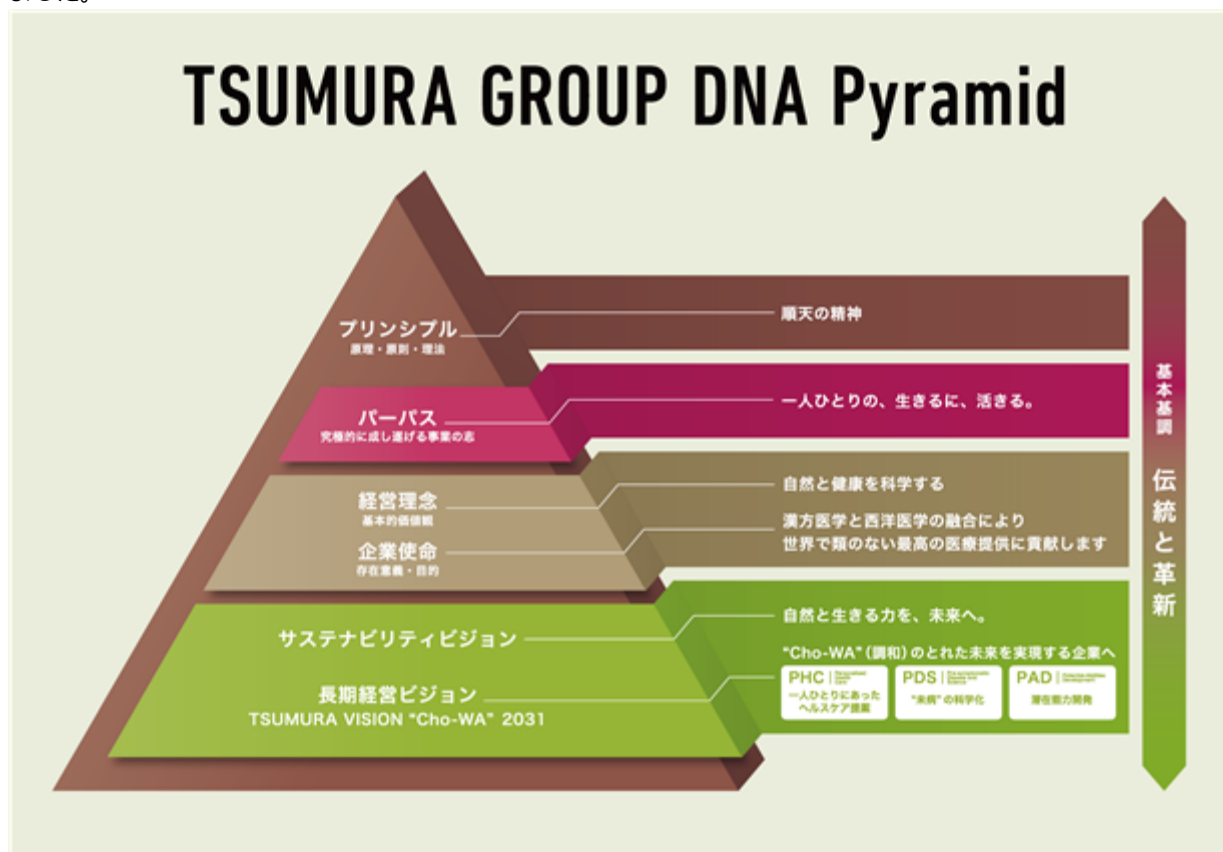 TSUMURA GROUP DNA Pyramid
プリンシプル
原理・原則・理法
順天の精神
パーパス
究極的に成し遂げる事業の志
一人ひとりの、生きるに、活きる。
経営理念
基本的価値観
自然と健康を科学する
企業使命
存在意義・目的
漢方医学と西洋医学の融合により
世界で類のない最高の医療提供に貢献します
サステナビリティビジョン
自然と生きる力を、未来へ。
長期経営ビジョン
TSUMURA VISION “Cho-WA” 2031
“Cho-WA”(調和)のとれた未来を実現する企業へ
PHC
一人ひとりにあった
ヘルスケア提案
PDS
“未病”の科学化
PAD
潜在能力開発
基本基調
伝統と革新